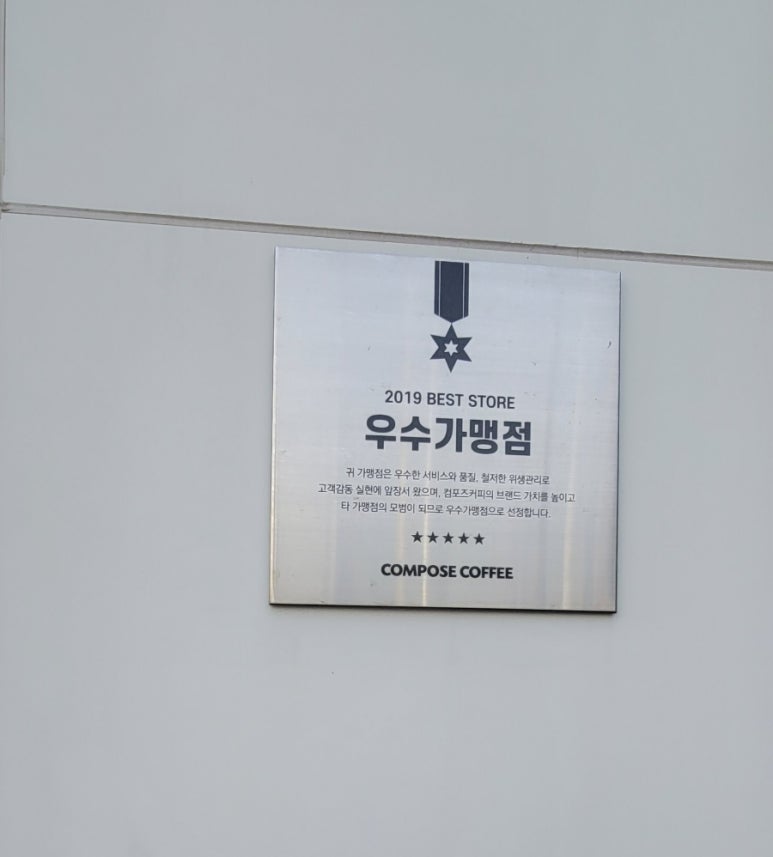 2019 BEST STORE
우수가맹점
귀 가맹점은 우수한 서비스와 품질, 철저한 위생관리로
고객감동 실현에 앞장서 왔으며, 컴포즈커피의 브랜드 가치를 높이고
타 가맹점의 모범이 되므로 우수가맹점으로 선정합니다.
★★★★★
COMPOSE COFFEE